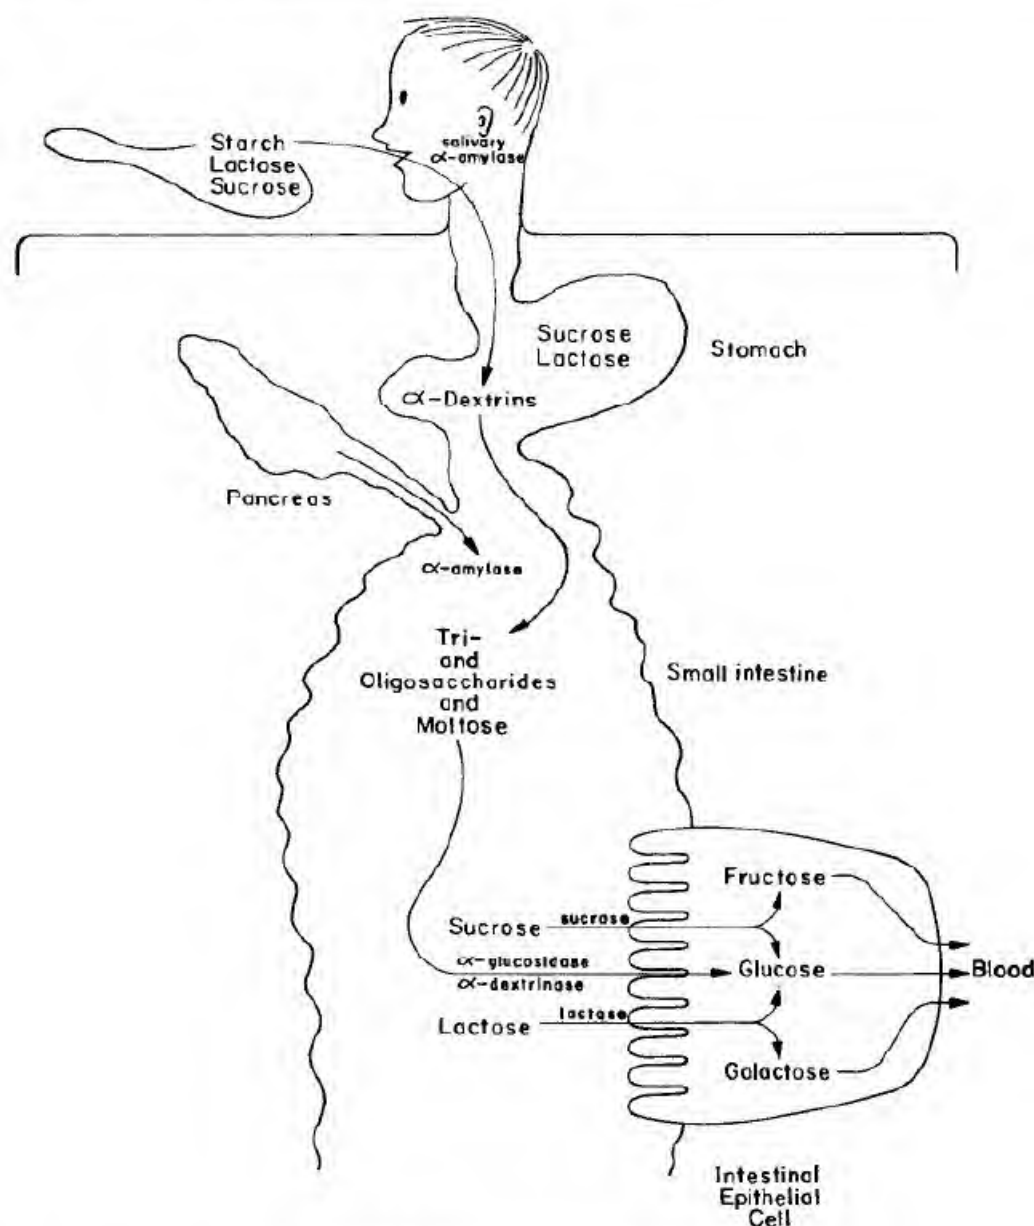 Starch
Lactose
Sucrose
salivary
α-amylase
Sucrose
Lactose
Stomach
α-Dextrins
Pancreas
α-amylase
Tri-
and
Oligosaccharides
and
Maltose
Small intestine
Fructose
Sucrose
sucrase
α-glucosidase
α-dextrinase
Glucose
Blood
Lactose
lactase
Galactose
Intestinal
Epithelial
Cell